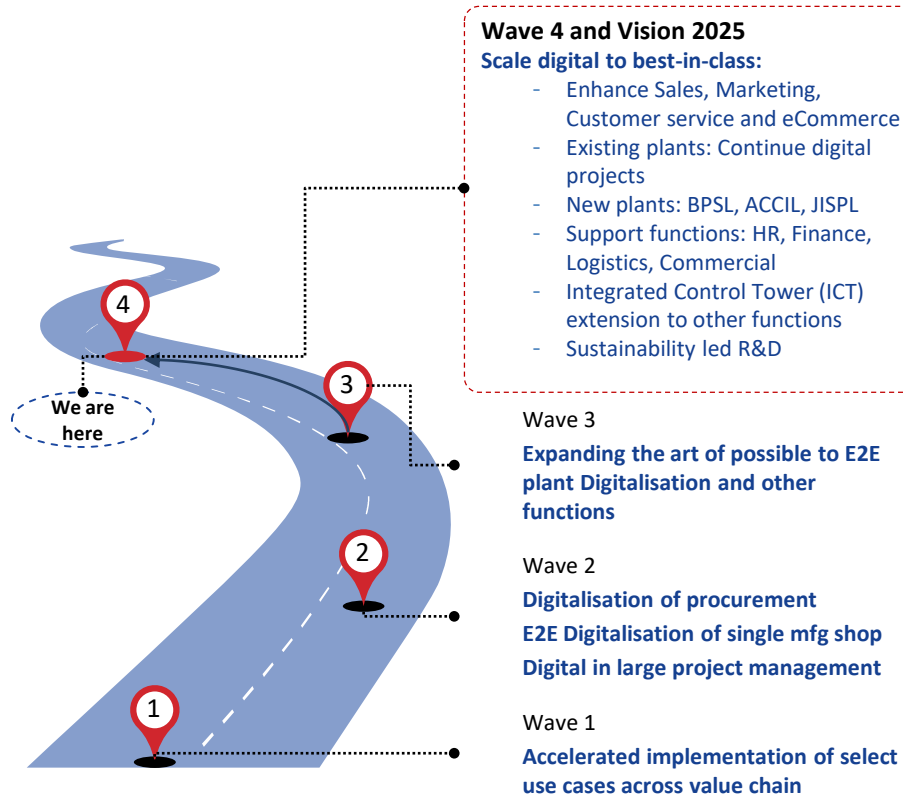 Wave 4 and Vision 2025
Scale digital to best-in-class:
- Enhance Sales, Marketing,
Customer service and eCommerce
- Existing plants: Continue digital
projects
- New plants: BPSL, ACCIL, JISPL
- Support functions: HR, Finance,
Logistics, Commercial
- Integrated Control Tower (ICT)
extension to other functions
- Sustainability led R&D
4
We are
here
3
Wave 3
Expanding the art of possible to E2E
plant Digitalisation and other
functions
2
Wave 2
Digitalisation of procurement
E2E Digitalisation of single mfg shop
Digital in large project management
1
Wave 1
Accelerated implementation of select
use cases across value chain